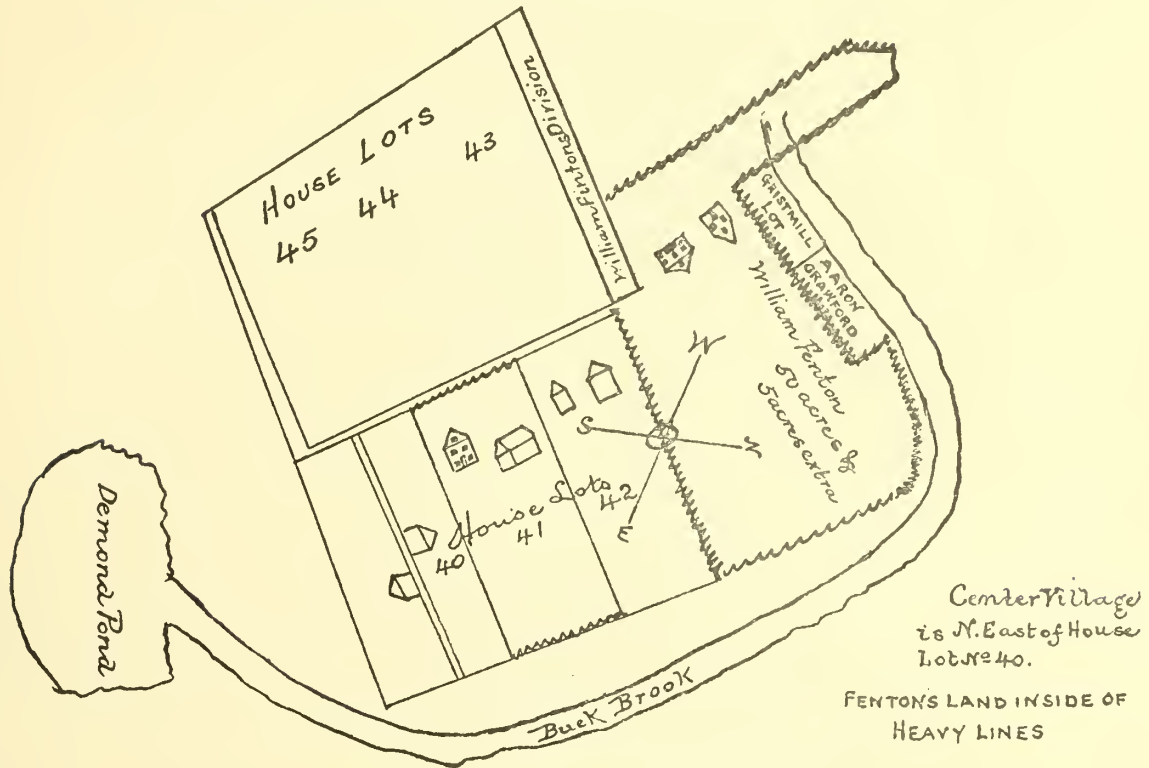 HOUSE LOTS
43
44
45
William Fintons Division
GRISTMILL
LOT
AARON
CRAWFORD
William Fenton
50 acres &
5 acres extra
W
S
N
E
House Lots
42
41
40
Demond Pond
Buck Brook
Center Village
is N. East of House
Lot No 40.
FENTON'S LAND INSIDE OF
HEAVY LINES